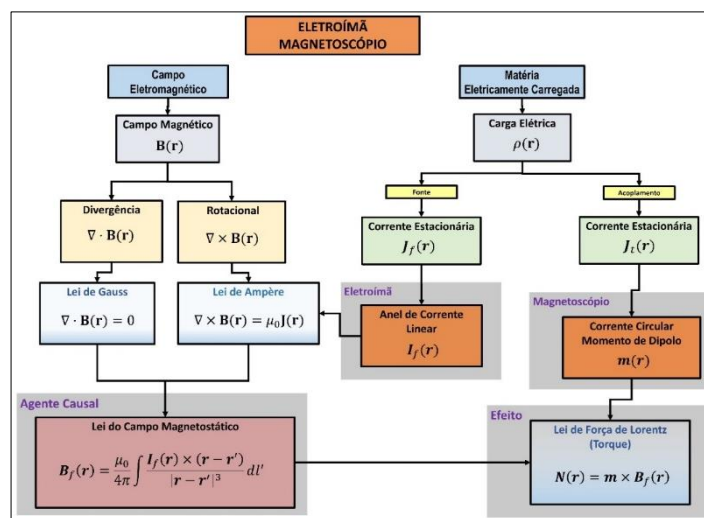 ELETROÍMÃ
MAGNETOSCÓPIO
Campo
Eletromagnético
Matéria
Eletricamente Carregada
Campo Magnético
B(r)
Carga Elétrica
ρ(r)
Fonte
Acoplamento
Divergência
∇ · B(r)
Rotacional
∇ × B(r)
Corrente Estacionária
J_f(r)
Corrente Estacionária
J_t(r)
Lei de Gauss
∇ · B(r) = 0
Lei de Ampère
∇ × B(r) = μ₀J(r)
Eletroímã
Anel de Corrente
Linear
I_f(r)
Magnetoscópio
Corrente Circular
Momento de Dipolo
m(r)
Agente Causal
Lei do Campo Magnetostático
B_f(r) = μ₀/4π ∫ I_f(r) × (r − r′)/|r − r′|³ dl′
Efeito
Lei de Força de Lorentz
(Torque)
N(r) = m × B_f(r)